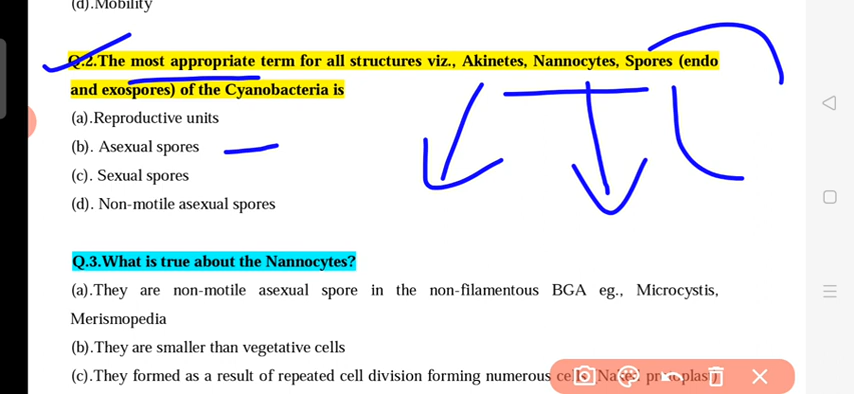 (d).Mobility
Q.2.The most appropriate term for all structures viz., Akinetes, Nannocytes, Spores (endo
and exospores) of the Cyanobacteria is
(a).Reproductive units
(b). Asexual spores
(c). Sexual spores
(d). Non-motile asexual spores
Q.3.What is true about the Nannocytes?
(a).They are non-motile asexual spore in the non-filamentous BGA eg., Microcystis,
Merismopedia
(b).They are smaller than vegetative cells
(c).They formed as a result of repeated cell division forming numerous